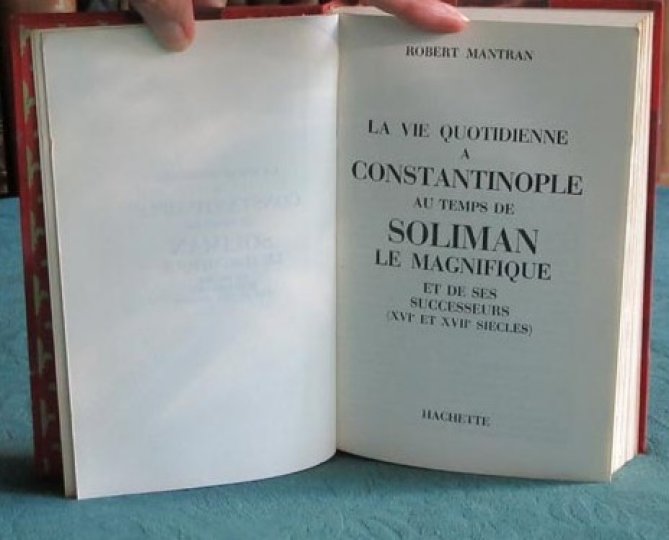 ROBERT MANTRAN
LA VIE QUOTIDIENNE
A
CONSTANTINOPLE
AU TEMPS DE
SOLIMAN
LE MAGNIFIQUE
ET DE SES
SUCCESSEURS
(XVIᵉ ET XVIIᵉ SIECLES)
HACHETTE